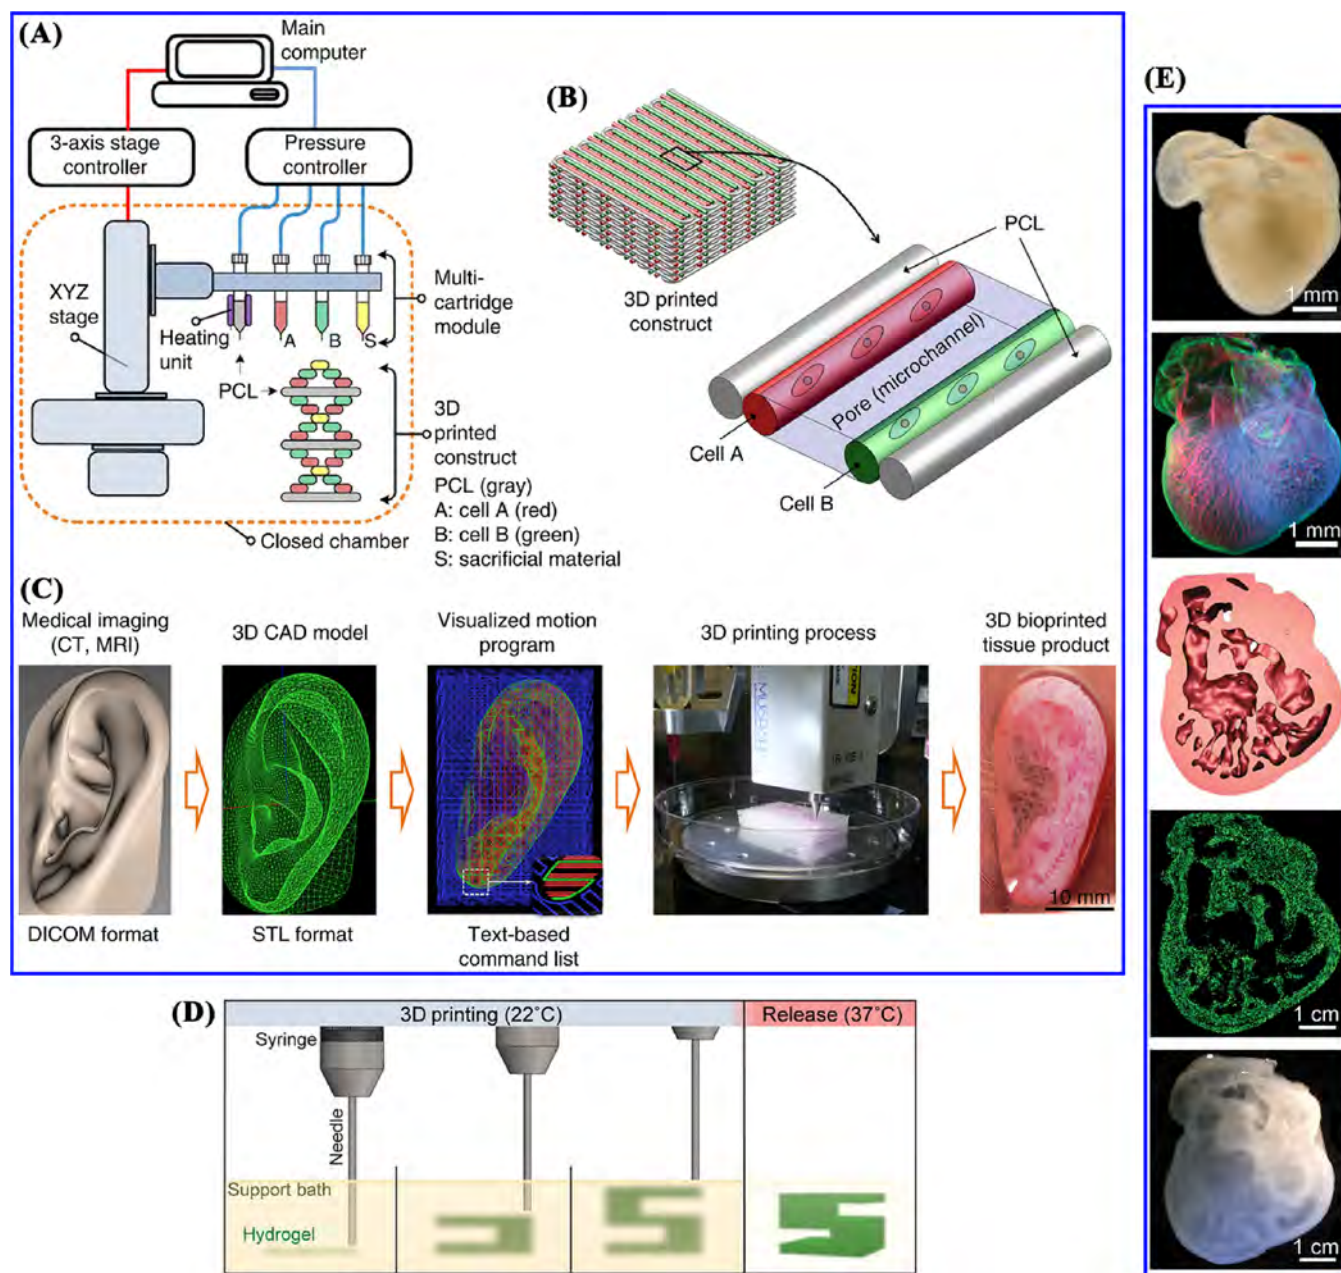 (A)
Main
computer
3-axis stage
controller
Pressure
controller
XYZ
stage
Heating
unit
A
B
S
Multi-
cartridge
module
PCL
3D
printed
construct
PCL (gray)
A: cell A (red)
B: cell B (green)
S: sacrificial material
Closed chamber
(B)
3D printed
construct
PCL
Pore (microchannel)
Cell A
Cell B
(C)
Medical imaging
(CT, MRI)
3D CAD model
Visualized motion
program
3D printing process
3D bioprinted
tissue product
10 mm
DICOM format
STL format
Text-based
command list
(D)
3D printing (22°C)
Release (37°C)
Syringe
Needle
Support bath
Hydrogel
(E)
1 mm
1 mm
1 cm
1 cm